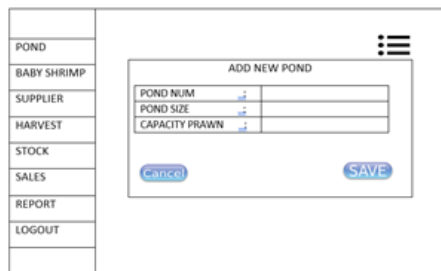 POND
BABY SHRIMP
SUPPLIER
HARVEST
STOCK
SALES
REPORT
LOGOUT
ADD NEW POND
POND NUM :
POND SIZE :
CAPACITY PRAWN :
Cancel
SAVE